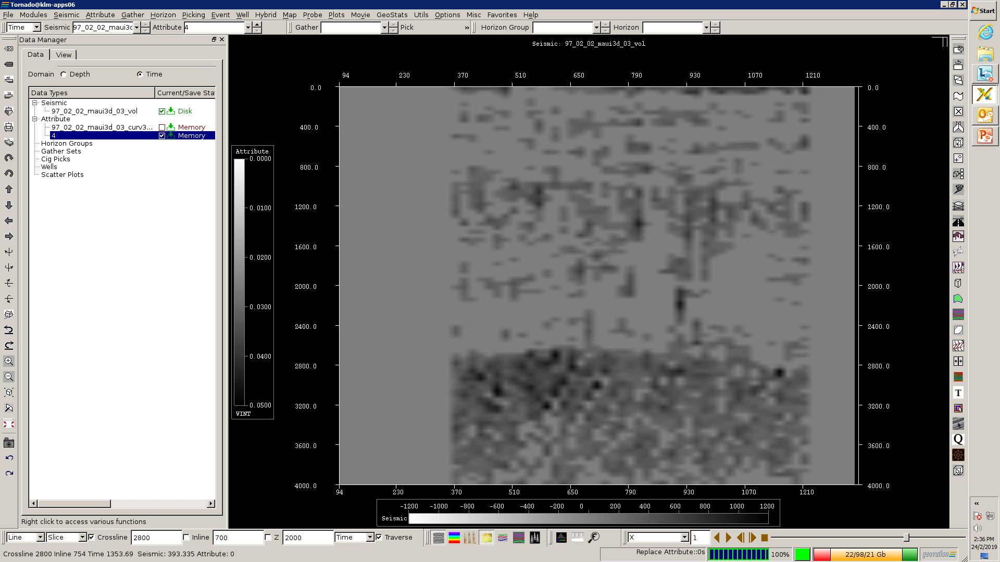 Tornado@klm-apps06
File Modules Seismic Attribute Gather Horizon Picking Event Well Hybrid Map Probe Plots Movie GeoStats Utils Options Misc Favorites Help
Start
Time Seismic 97_02_02_maui3c Attribute 4 Gather Pick » Horizon Group Horizon
Data Manager
Data View
Domain Depth Time
Data Types Current/Save Sta
Seismic
97_02_02_maui3d_03_vol Disk
Attribute
97_02_02_maui3d_03_curv3... Memory
4 Memory
Horizon Groups
Gather Sets
Cig Picks
Wells
Scatter Plots
Right click to access various functions
Seismic: 97_02_02_maui3d_03_vol
94 230 370 510 650 790 930 1070 1210
0.0 0.0
400.0 400.0
800.0 800.0
1200.0 1200.0
1600.0 1600.0
2000.0 2000.0
2400.0 2400.0
2800.0 2800.0
3200.0 3200.0
3600.0 3600.0
4000.0 4000.0
94 230 370 510 650 790 930 1070 1210
Attribute
0.0000
0.0100
0.0200
0.0300
0.0400
0.0500
VINT
-1200 -1000 -800 -600 -400 -200 0 200 400 600 800 1000 1200
Seismic
T
Q
Line Slice Crossline 2800 Inline 700 Z 2000 Time Traverse X 1
Crossline 2800 Inline 754 Time 1353.69 Seismic: 393.335 Attribute: 0
Replace Attribute::0s 100% 22/98/21 Gb geovation
«
2:36 PM
24/2/2019